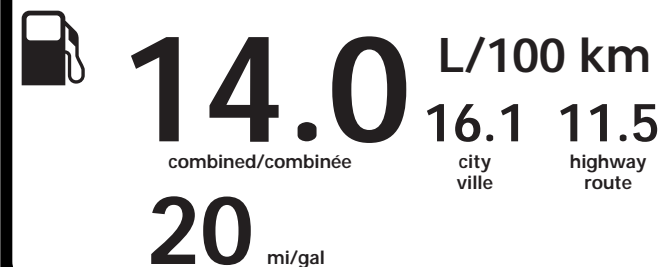 14.0 L/100 km
16.1 11.5
combined/combinée city highway
ville route
20 mi/gal